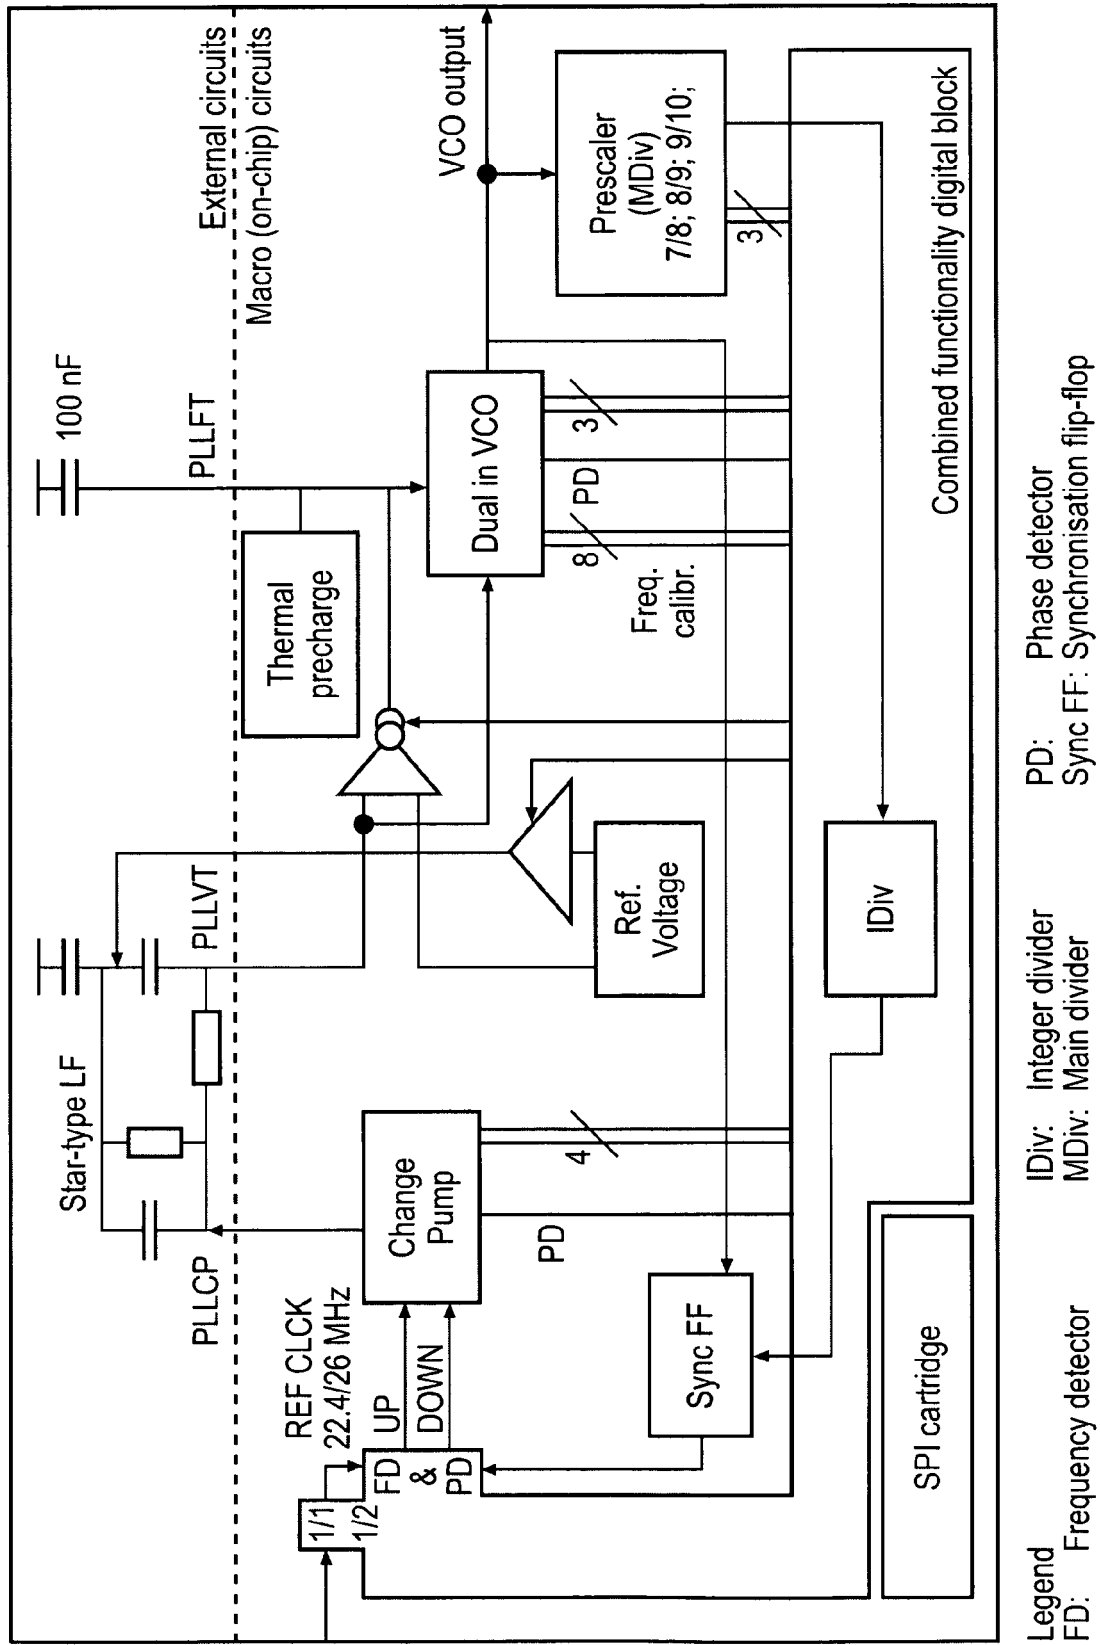 External circuits
Macro (on-chip) circuits
Star-type LF
100 nF
PLLCP
PLLVT
PLLFT
REF CLCK
22.4/26 MHz
1/1
1/2
FD
&
PD
UP
DOWN
Change
Pump
PD
4
Thermal
precharge
Ref.
Voltage
Dual in VCO
8
PD
3
Freq.
calibr.
VCO output
Prescaler
(MDiv)
7/8; 8/9; 9/10;
3
Sync FF
IDiv
SPI cartridge
Combined functionality digital block
Legend
FD: Frequency detector
IDiv: Integer divider
MDiv: Main divider
PD: Phase detector
Sync FF: Synchronisation flip-flop